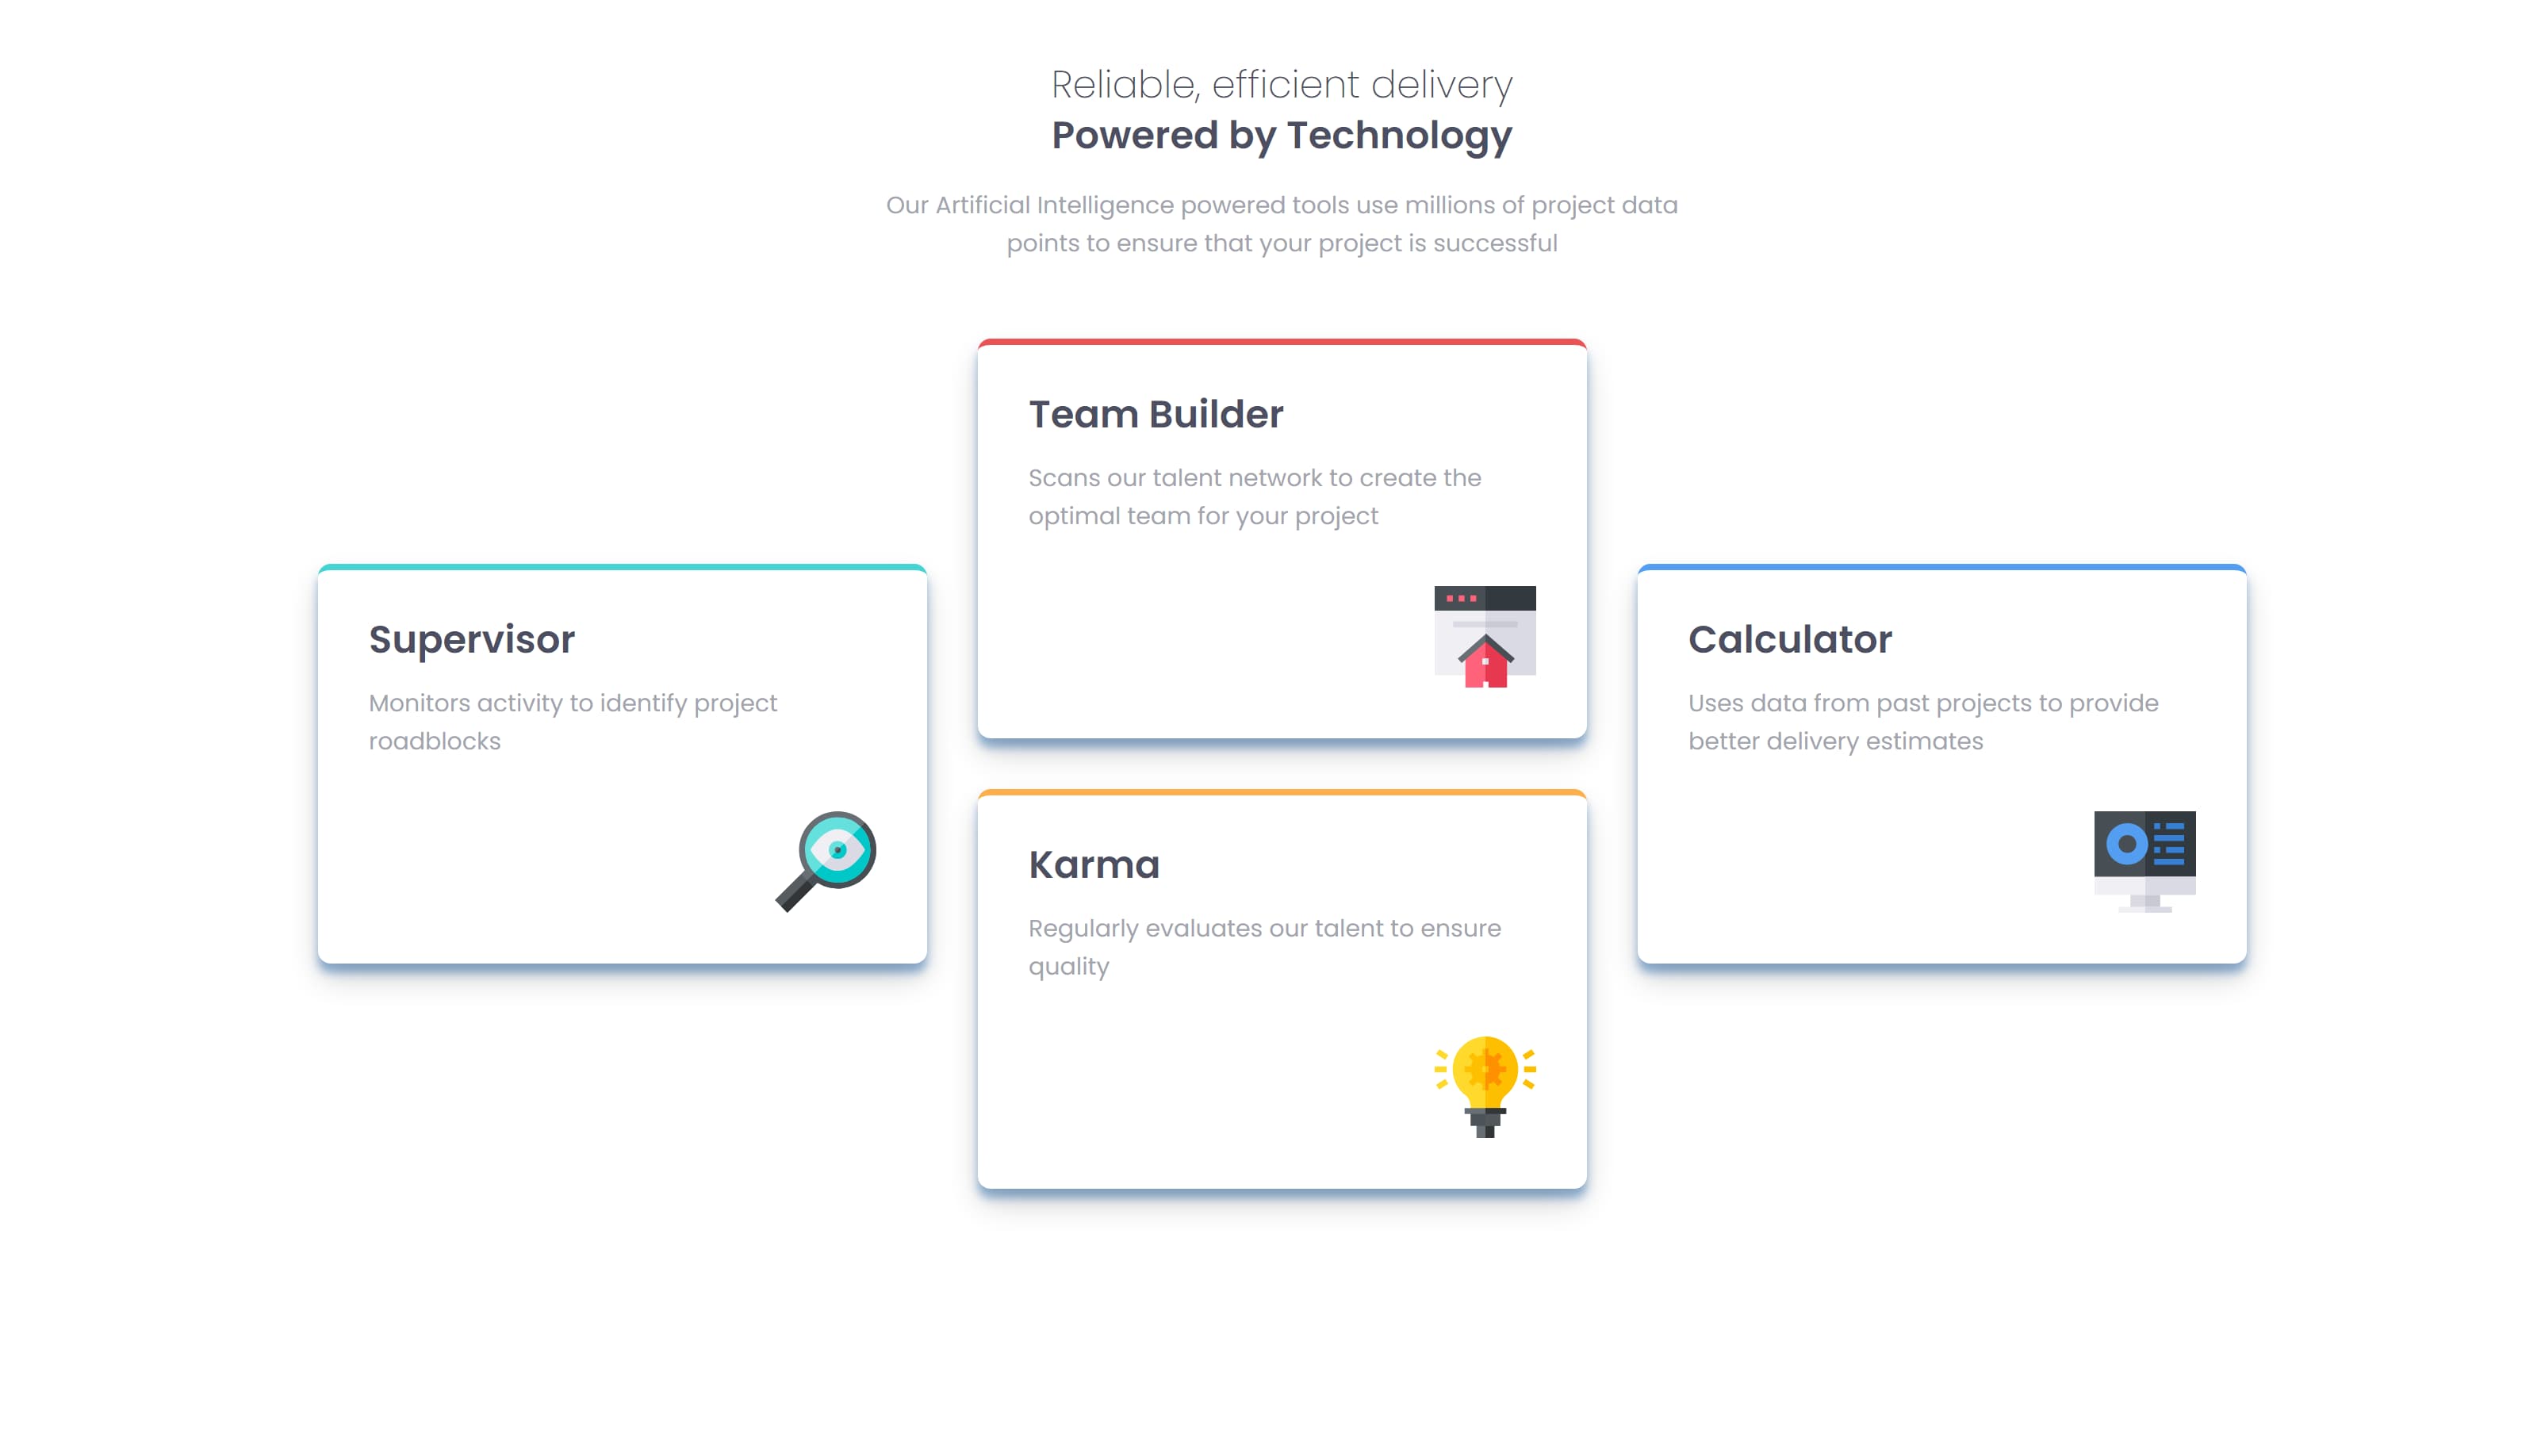 Reliable, efficient delivery
Powered by Technology
Our Artificial Intelligence powered tools use millions of project data
points to ensure that your project is successful
Supervisor
Monitors activity to identify project
roadblocks
Team Builder
Scans our talent network to create the
optimal team for your project
Karma
Regularly evaluates our talent to ensure
quality
Calculator
Uses data from past projects to provide
better delivery estimates